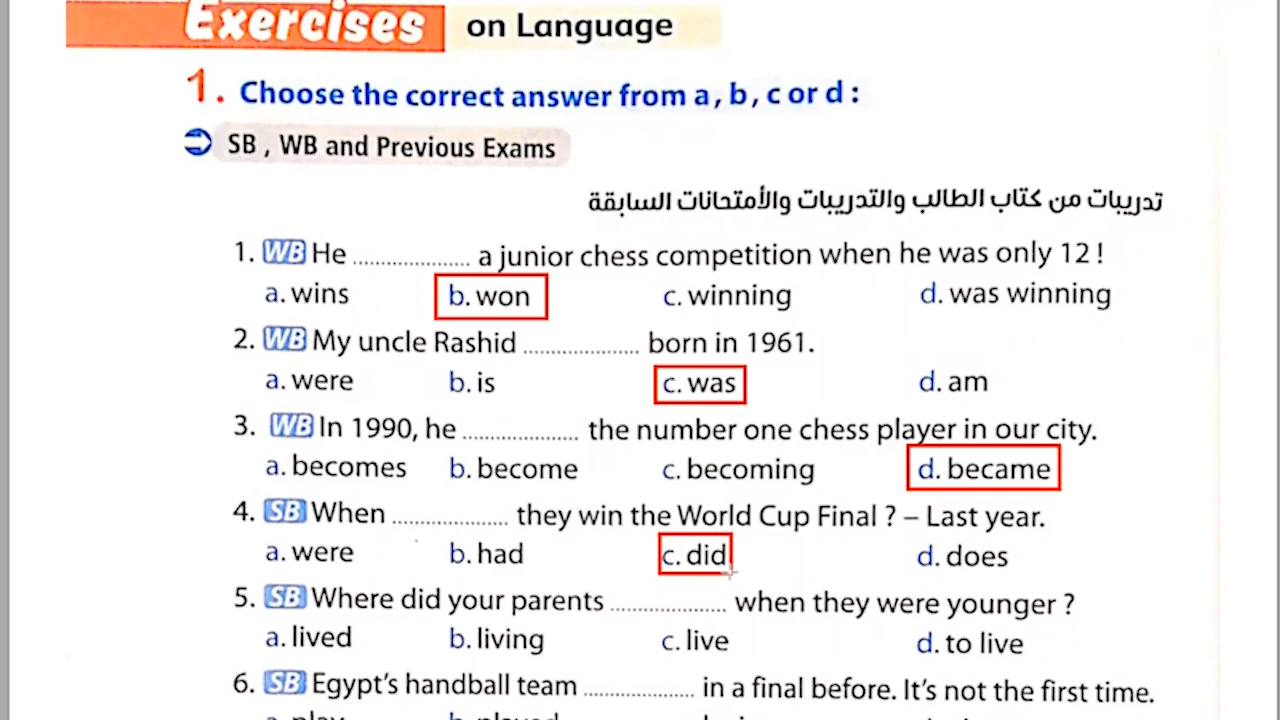 Exercises on Language
1. Choose the correct answer from a, b, c or d :
SB , WB and Previous Exams
تدريبات من كتاب الطالب والتدريبات والأمتحانات السابقة
1. WB He .................... a junior chess competition when he was only 12 !
a. wins b. won c. winning d. was winning
2. WB My uncle Rashid .................... born in 1961.
a. were b. is c. was d. am
3. WB In 1990, he .................... the number one chess player in our city.
a. becomes b. become c. becoming d. became
4. SB When .................... they win the World Cup Final ? – Last year.
a. were b. had c. did d. does
5. SB Where did your parents .................... when they were younger ?
a. lived b. living c. live d. to live
6. SB Egypt's handball team .................... in a final before. It's not the first time.
a. play b. played